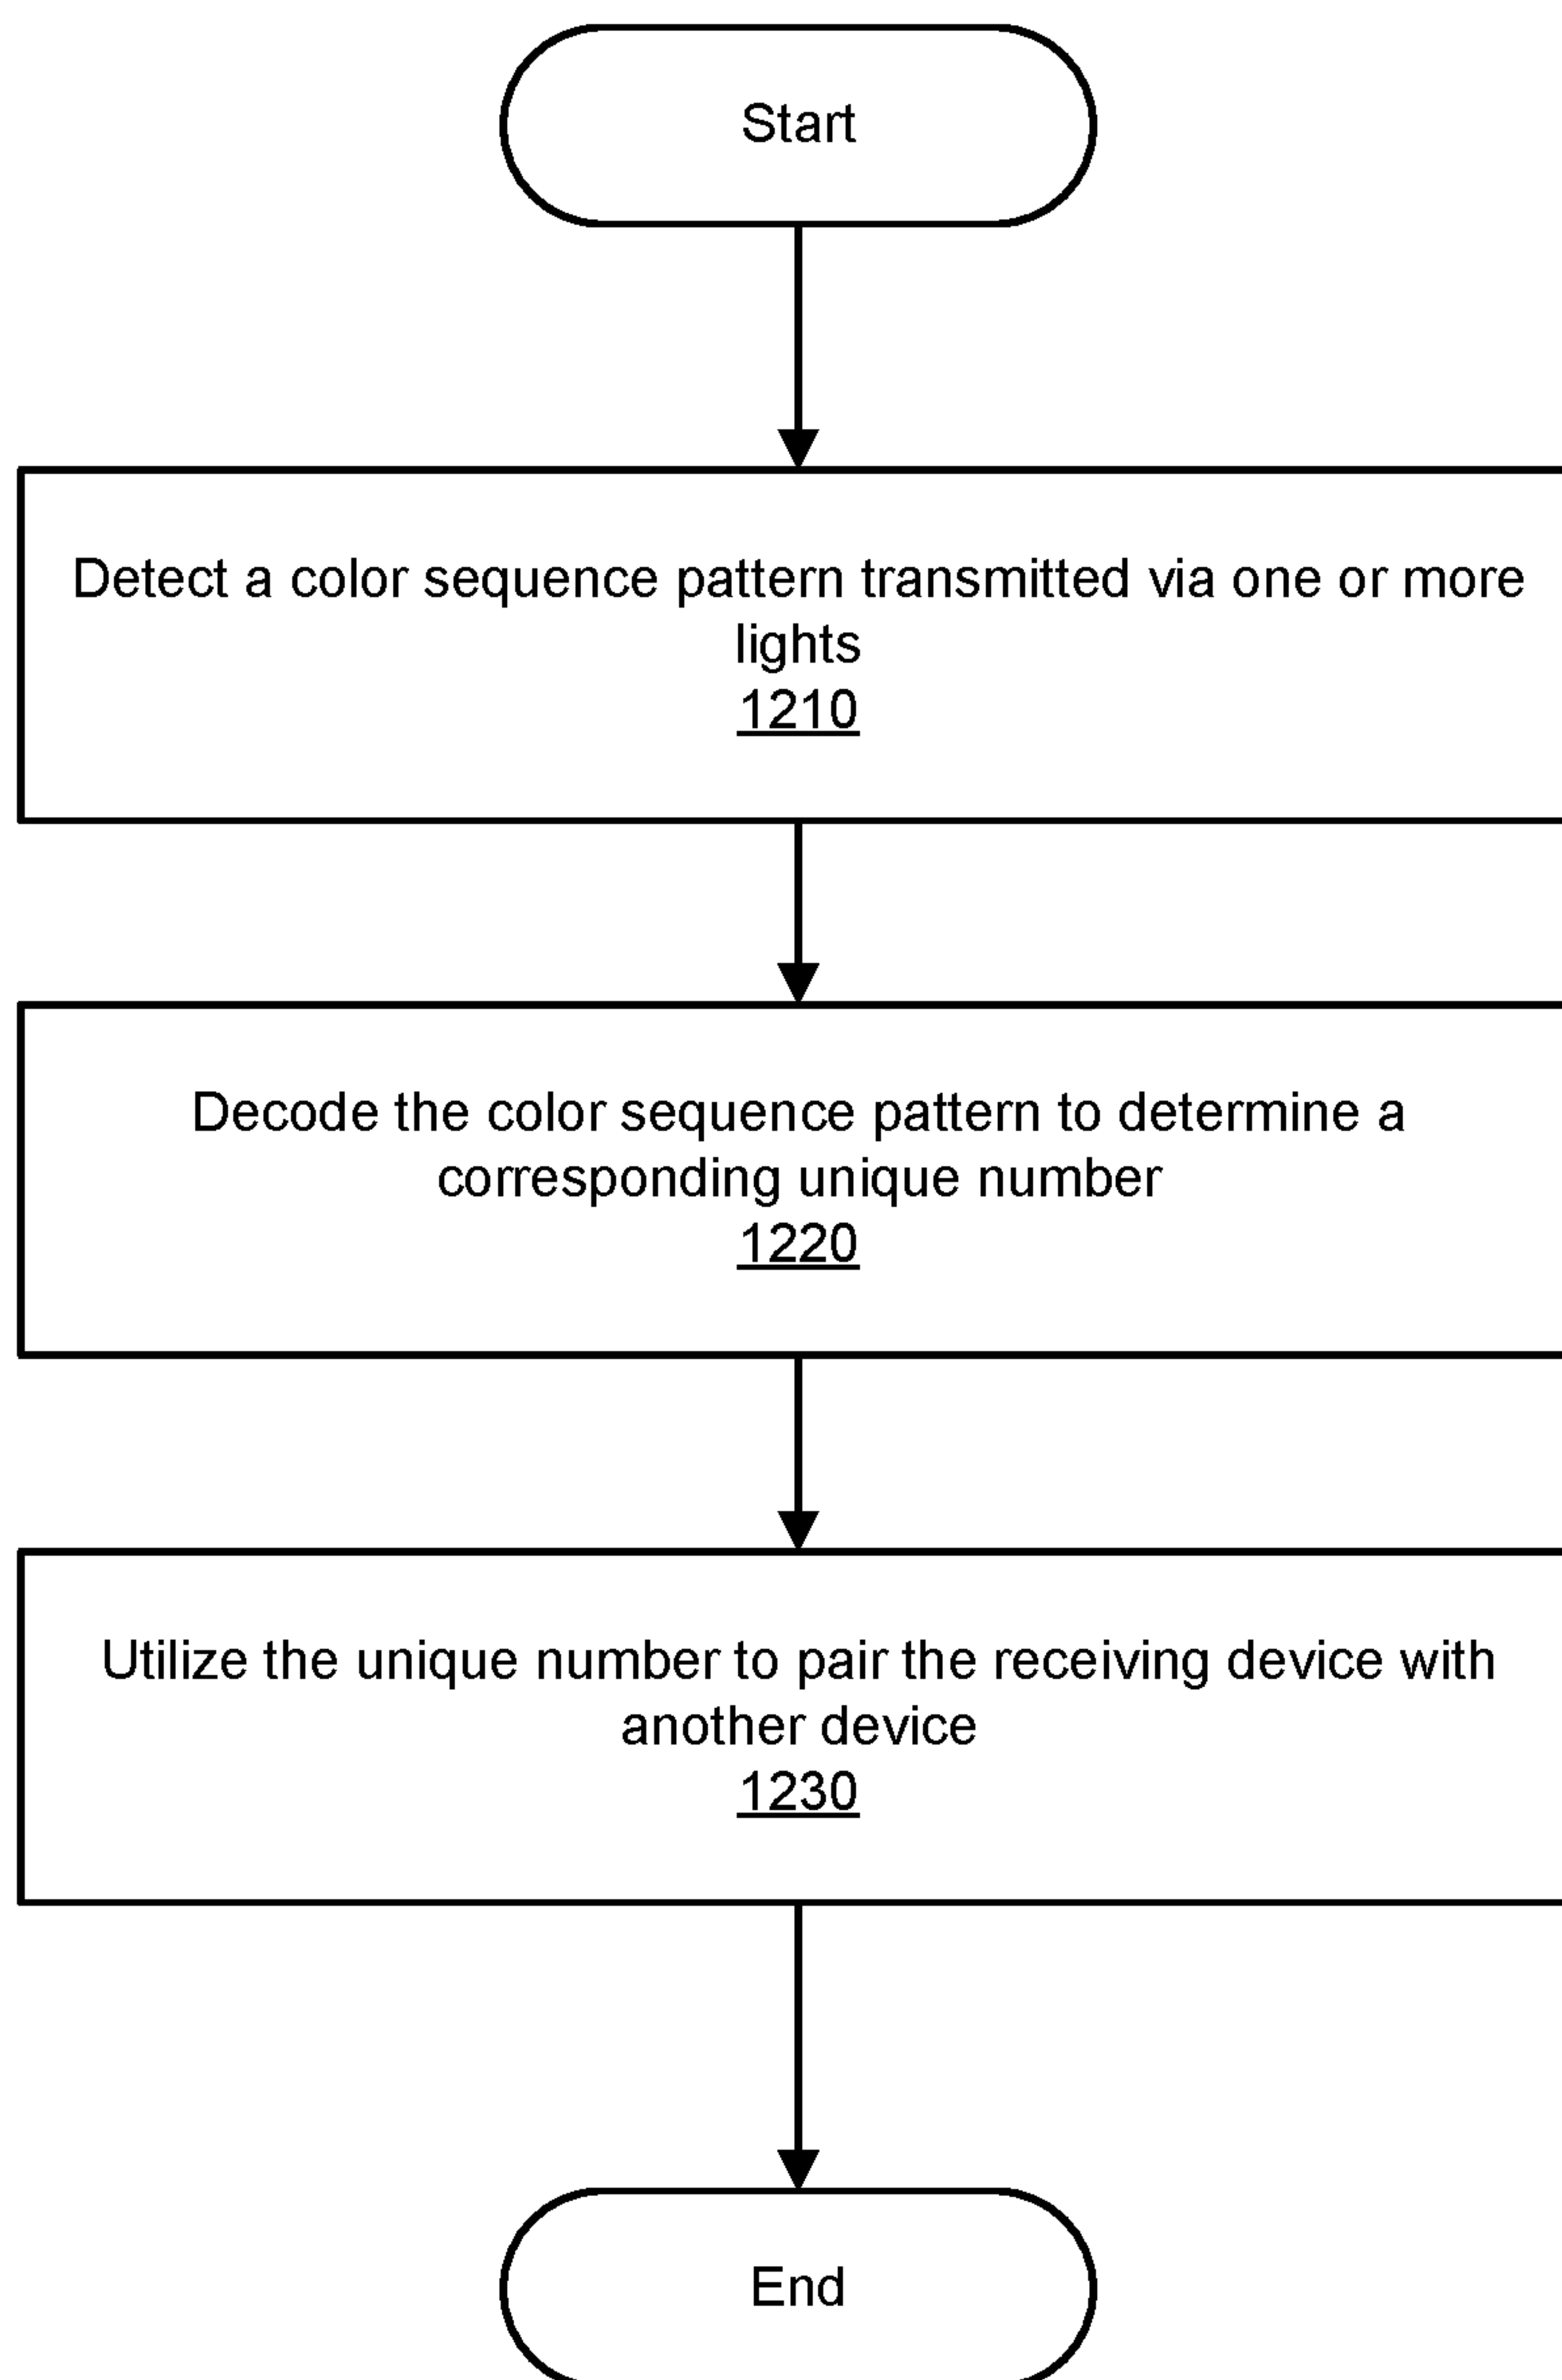 Start
Detect a color sequence pattern transmitted via one or more
lights
1210
Decode the color sequence pattern to determine a
corresponding unique number
1220
Utilize the unique number to pair the receiving device with
another device
1230
End